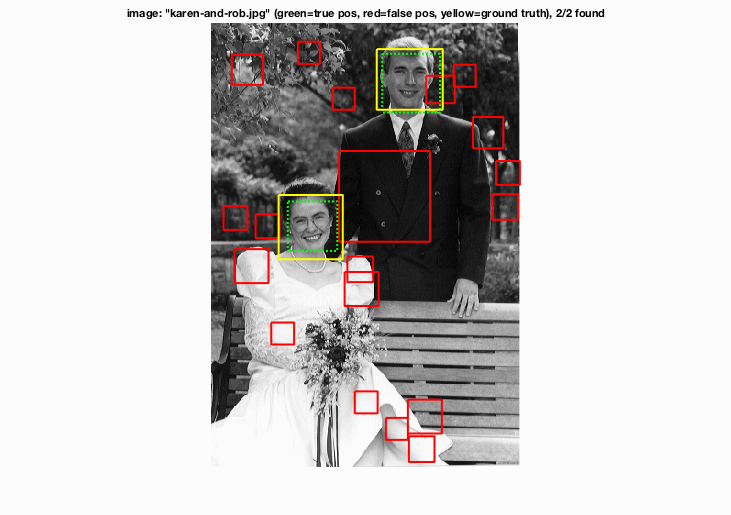 image: "karen-and-rob.jpg" (green=true pos, red=false pos, yellow=ground truth), 2/2 found